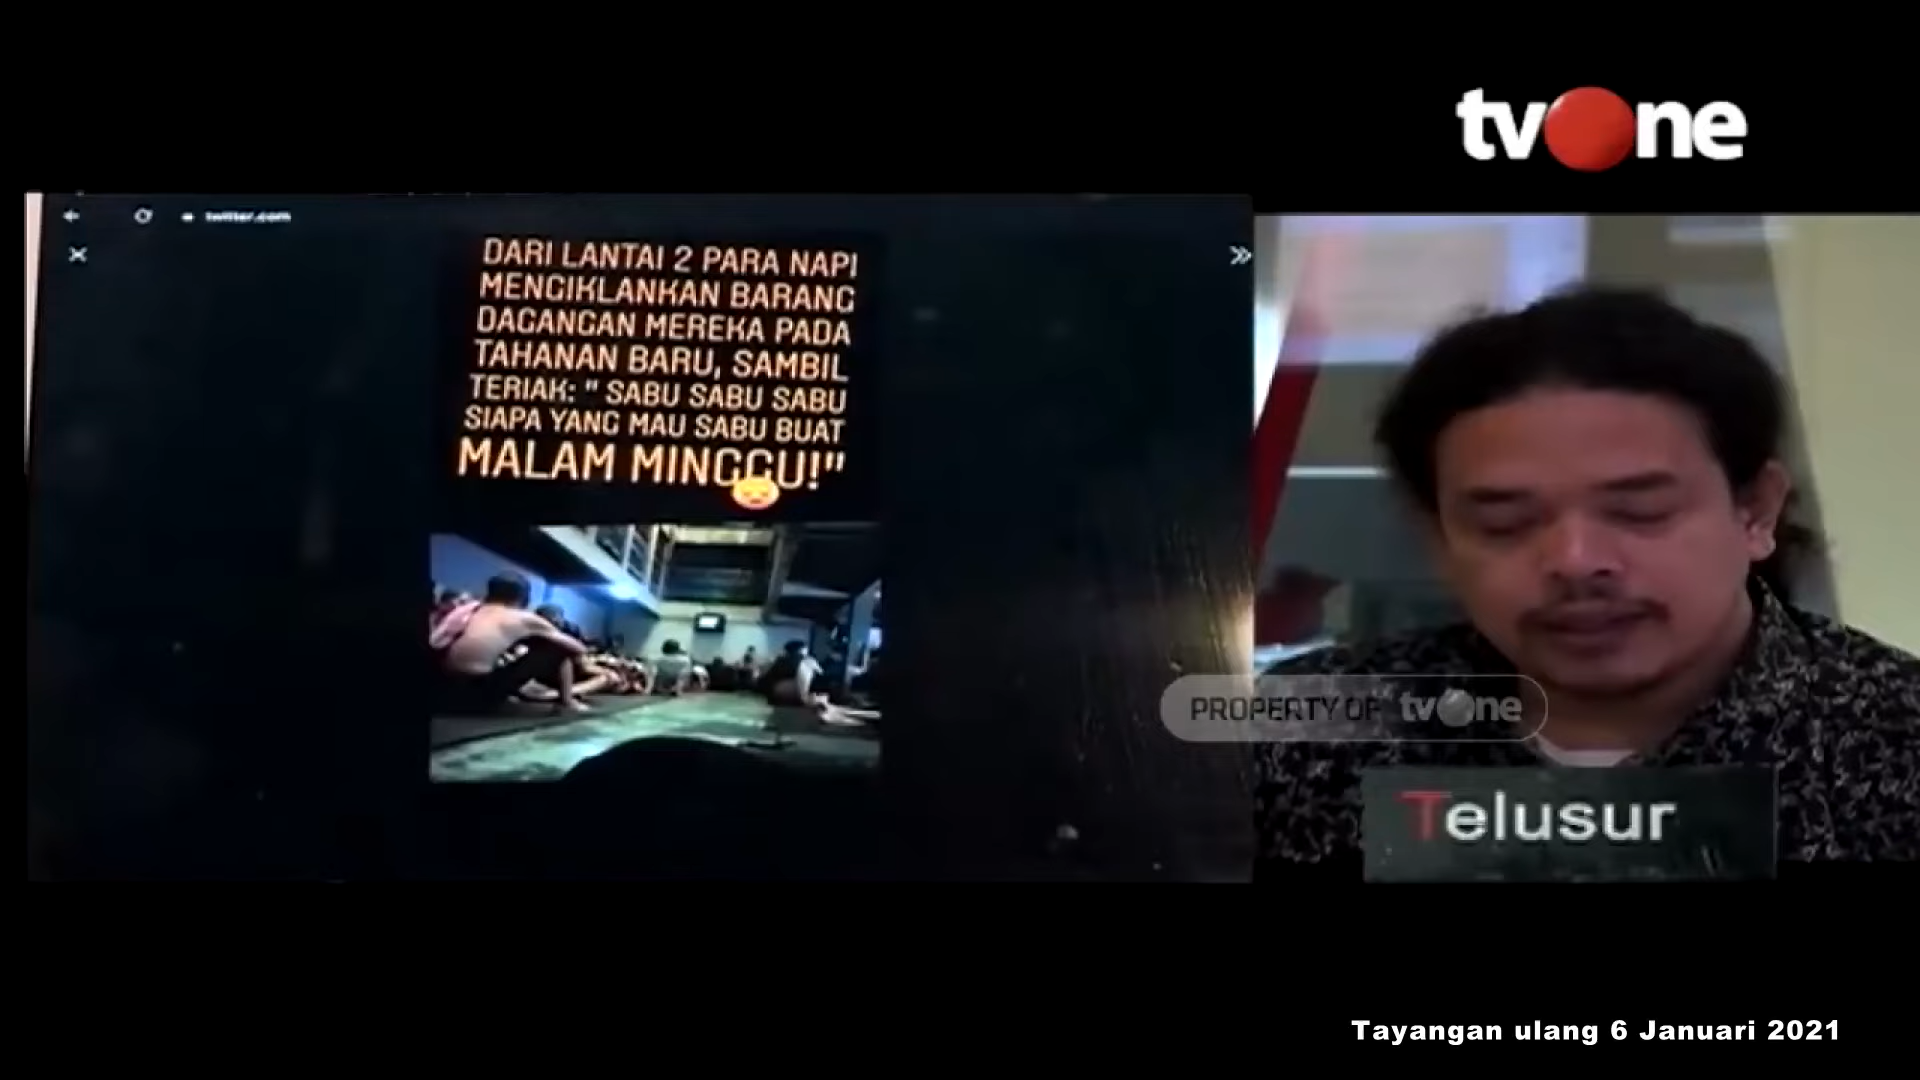 tvOne
twitter.com
DARI LANTAI 2 PARA NAPI
MENGIKLANKAN BARANG
DAGANGAN MEREKA PADA
TAHANAN BARU, SAMBIL
TERIAK: " SABU SABU SABU
SIAPA YANG MAU SABU BUAT
MALAM MINGGU!"
PROPERTY OF tvOne
Telusur
Tayangan ulang 6 Januari 2021